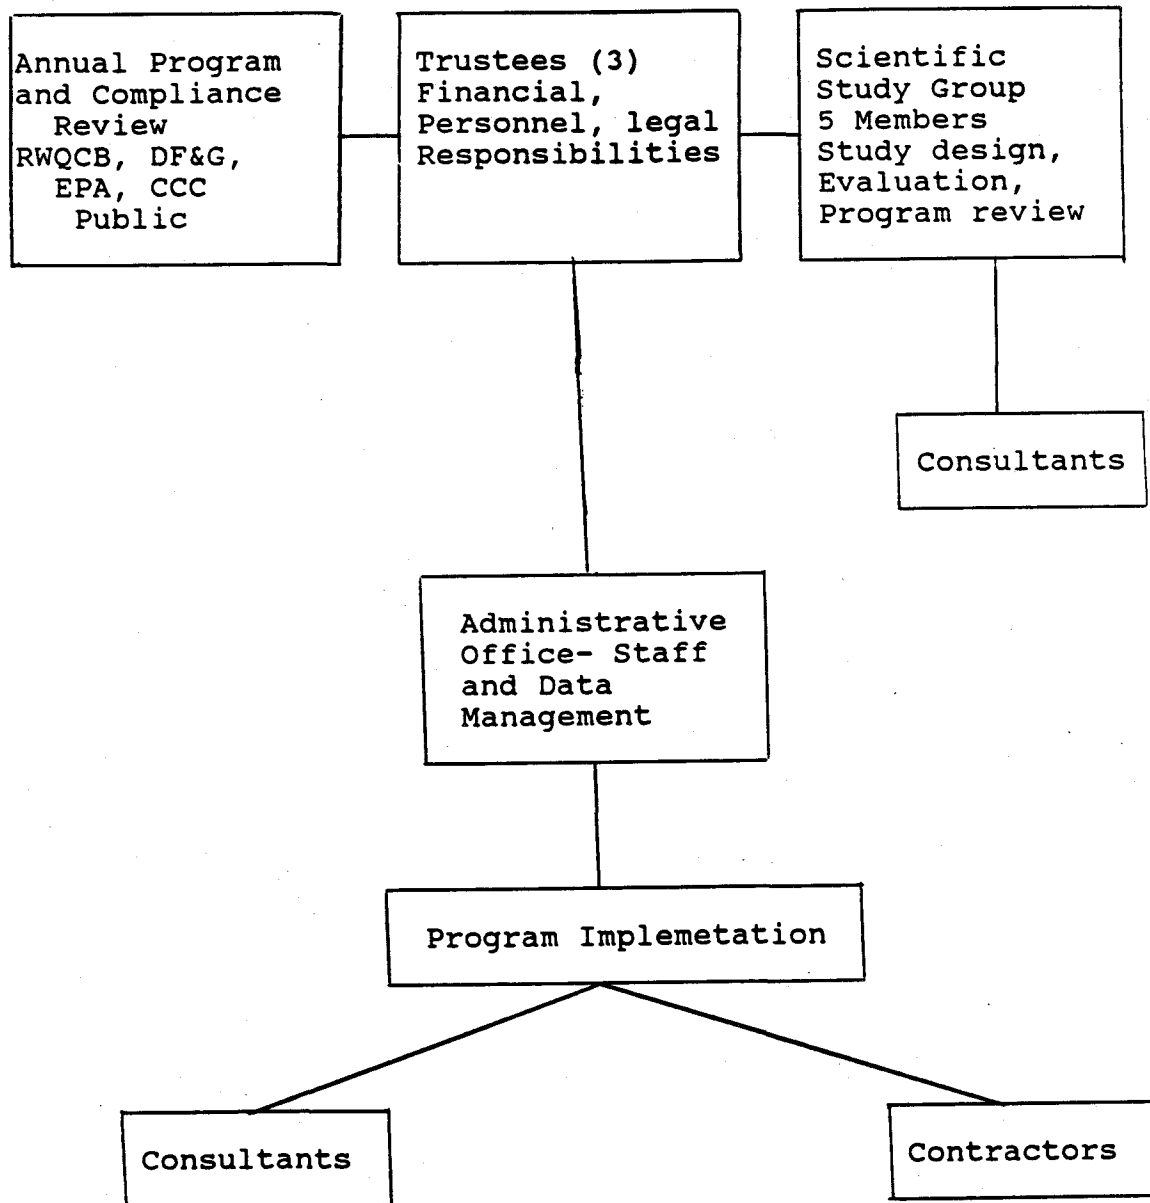 Annual Program
and Compliance
Review
RWQCB, DF&G,
EPA, CCC
Public
Trustees (3)
Financial,
Personnel, legal
Responsibilities
Scientific
Study Group
5 Members
Study design,
Evaluation,
Program review
Consultants
Administrative
Office- Staff
and Data
Management
Program Implemetation
Consultants
Contractors